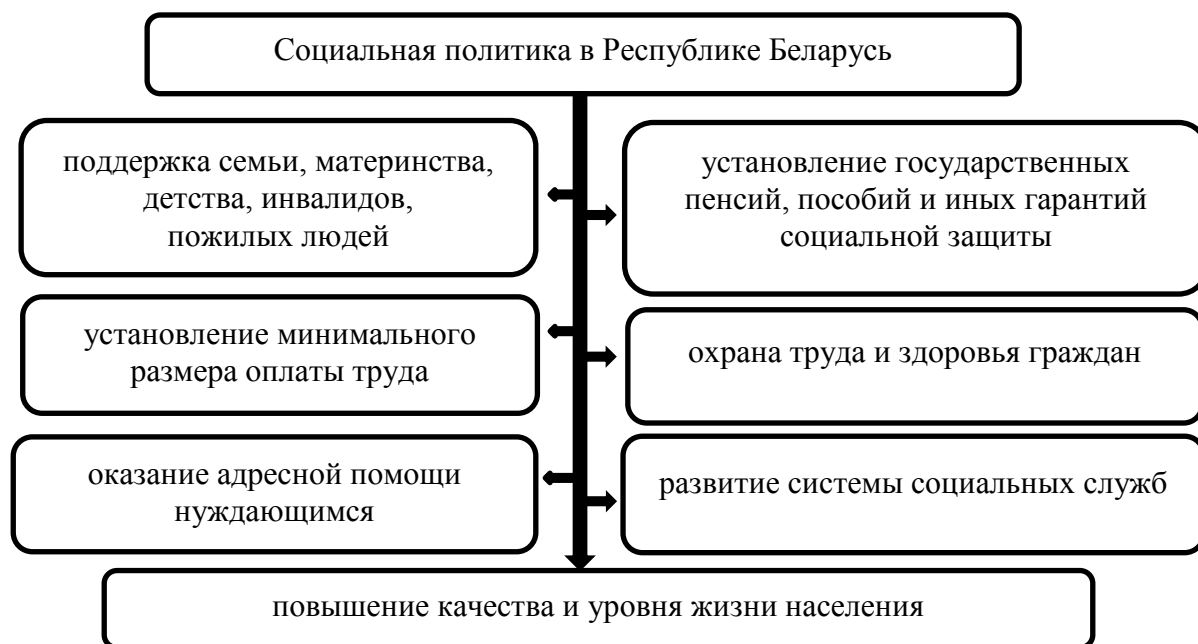 Социальная политика в Республике Беларусь
поддержка семьи, материнства,
детства, инвалидов,
пожилых людей
установление государственных
пенсий, пособий и иных гарантий
социальной защиты
установление минимального
размера оплаты труда
охрана труда и здоровья граждан
оказание адресной помощи
нуждающимся
развитие системы социальных служб
повышение качества и уровня жизни населения